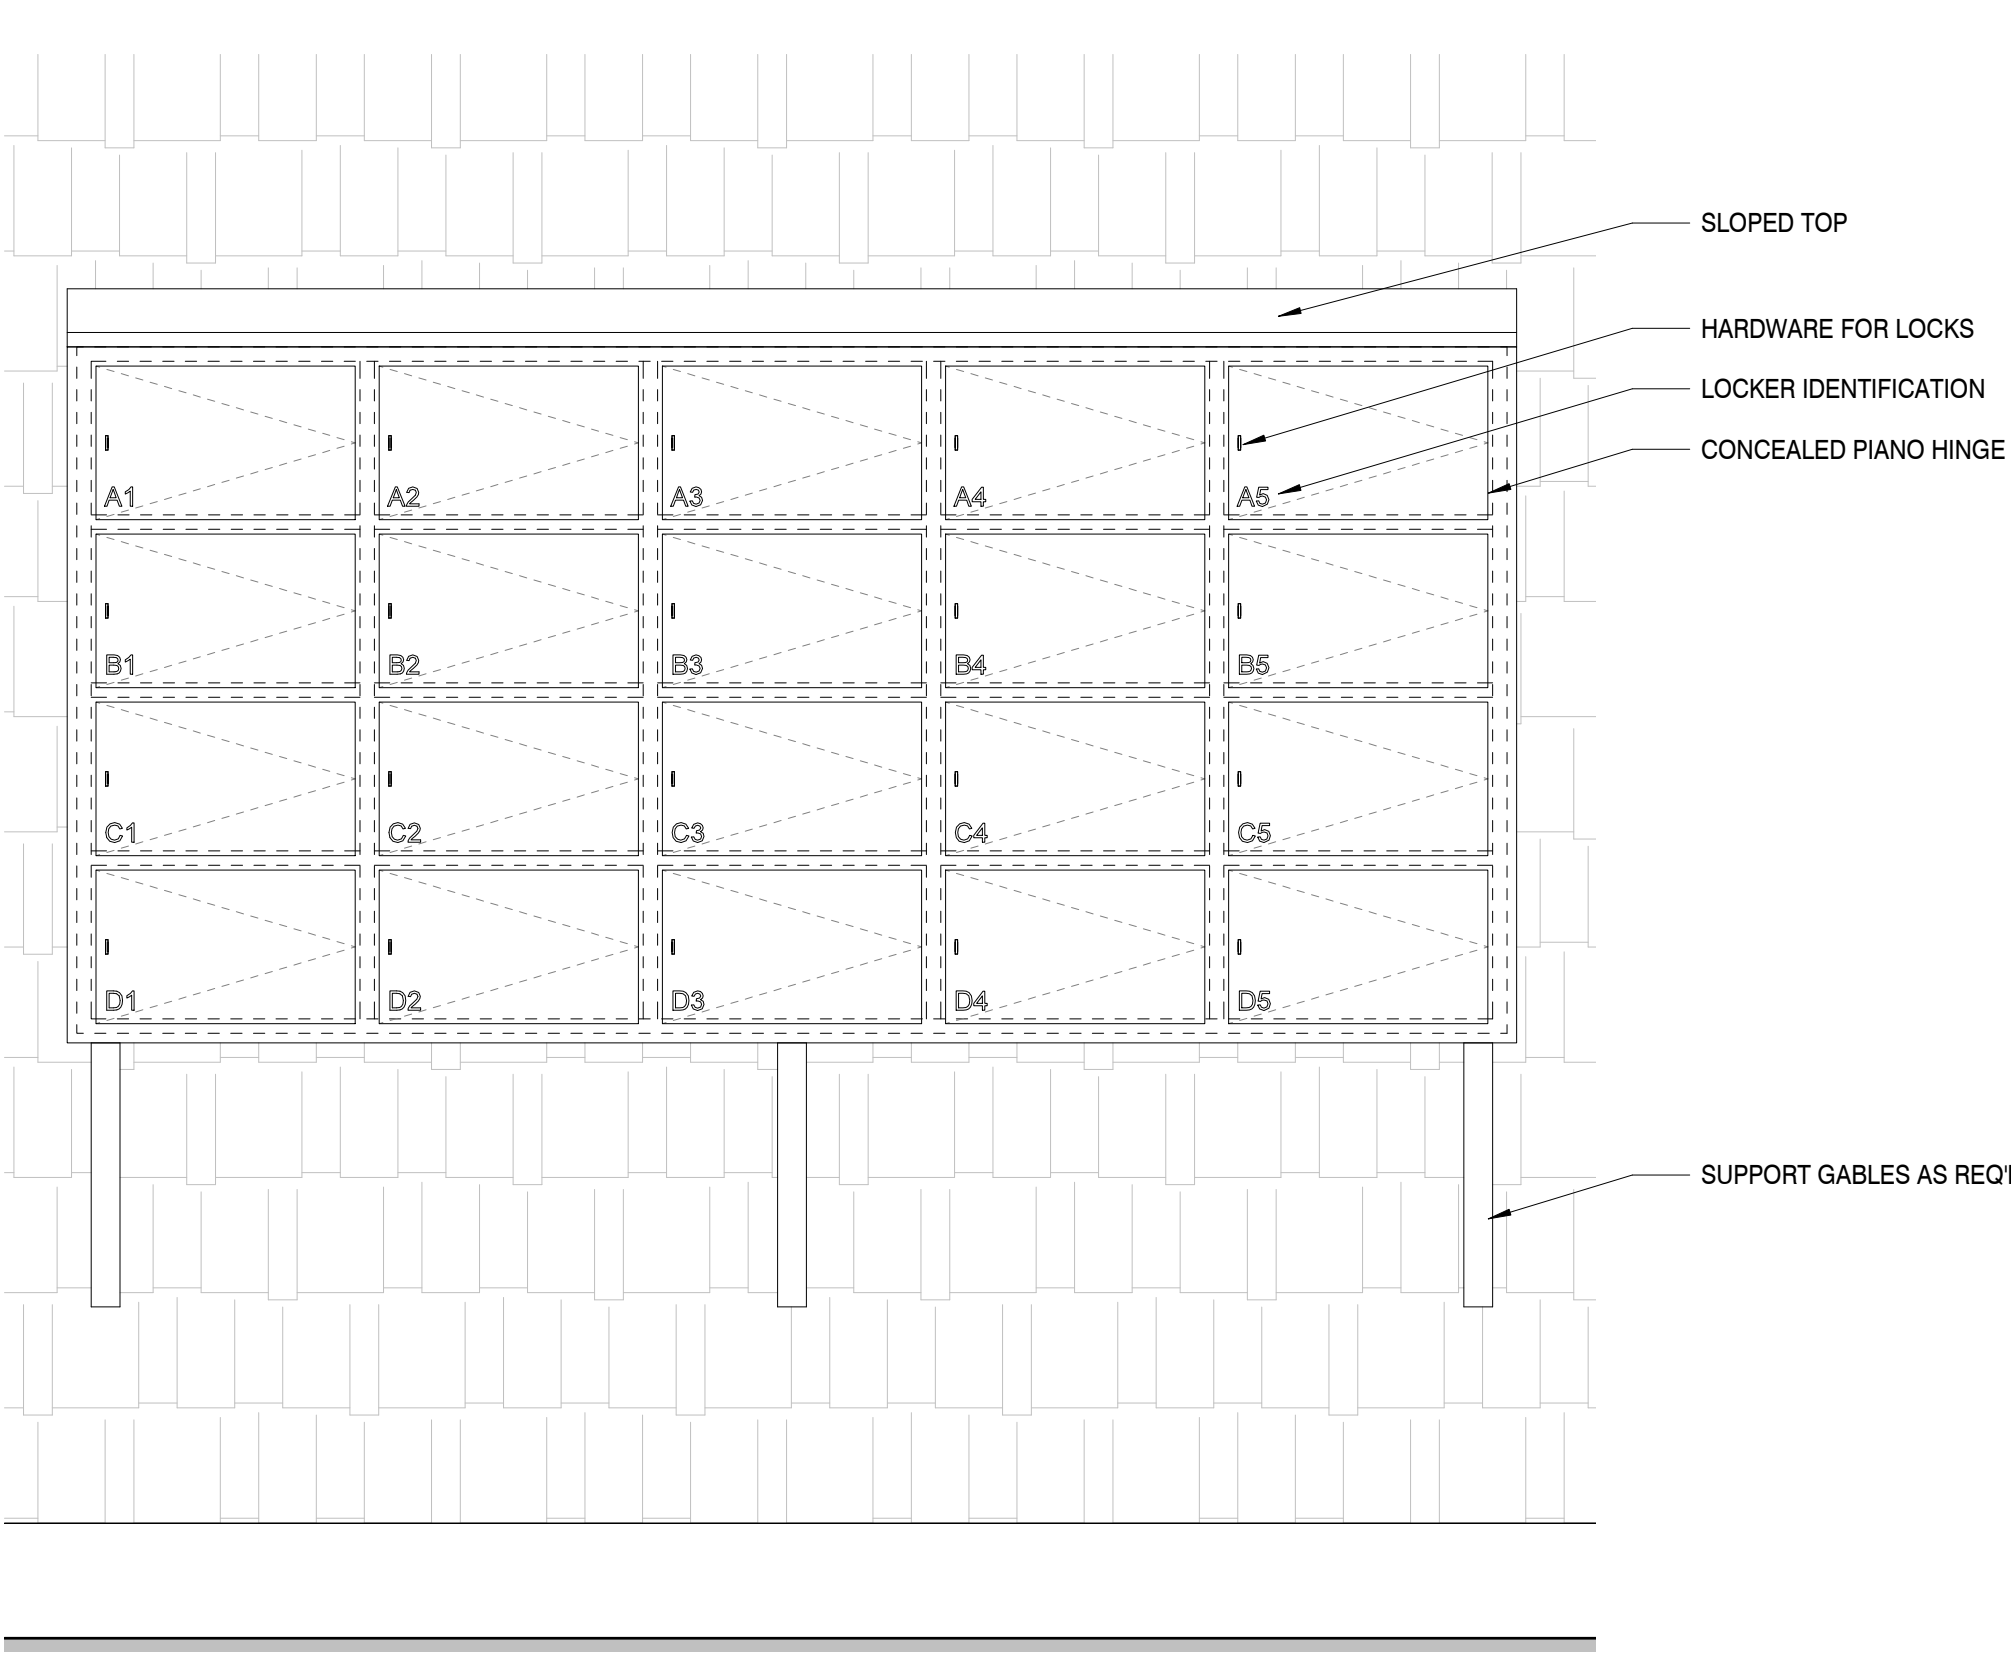 SLOPED TOP
HARDWARE FOR LOCKS
LOCKER IDENTIFICATION
CONCEALED PIANO HINGE
A1 A2 A3 A4 A5
B1 B2 B3 B4 B5
C1 C2 C3 C4 C5
D1 D2 D3 D4 D5
SUPPORT GABLES AS